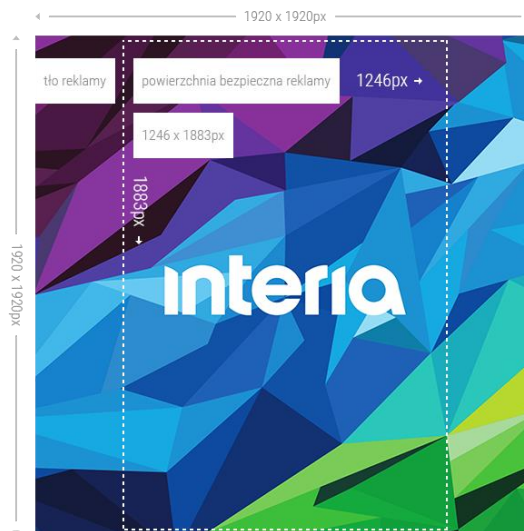 1920 x 1920px
tło reklamy
powierzchnia bezpieczna reklamy
1246px →
1246 x 1883px
1883px →
1920 x 1920px
interia